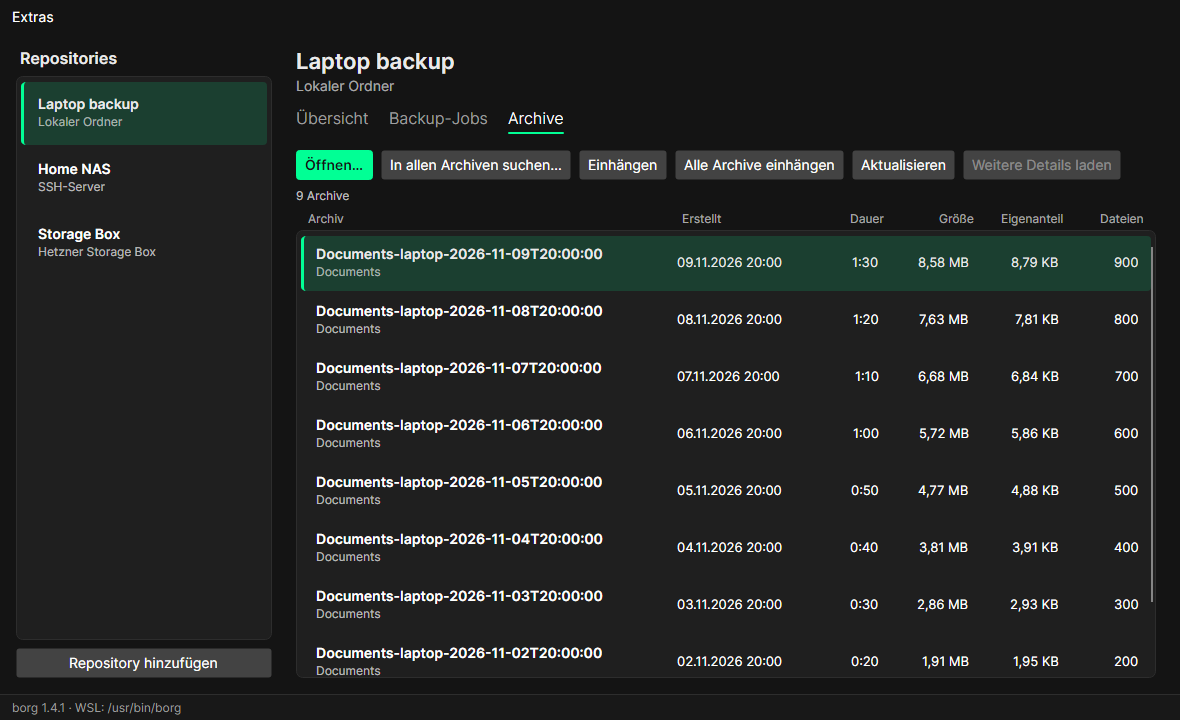 Extras
Repositories
Laptop backup
Lokaler Ordner
Home NAS
SSH-Server
Storage Box
Hetzner Storage Box
Repository hinzufügen
Laptop backup
Lokaler Ordner
Übersicht Backup-Jobs Archive
Öffnen... In allen Archiven suchen... Einhängen Alle Archive einhängen Aktualisieren Weitere Details laden
9 Archive
Archiv Erstellt Dauer Größe Eigenanteil Dateien
Documents-laptop-2026-11-09T20:00:00 09.11.2026 20:00 1:30 8,58 MB 8,79 KB 900
Documents
Documents-laptop-2026-11-08T20:00:00 08.11.2026 20:00 1:20 7,63 MB 7,81 KB 800
Documents
Documents-laptop-2026-11-07T20:00:00 07.11.2026 20:00 1:10 6,68 MB 6,84 KB 700
Documents
Documents-laptop-2026-11-06T20:00:00 06.11.2026 20:00 1:00 5,72 MB 5,86 KB 600
Documents
Documents-laptop-2026-11-05T20:00:00 05.11.2026 20:00 0:50 4,77 MB 4,88 KB 500
Documents
Documents-laptop-2026-11-04T20:00:00 04.11.2026 20:00 0:40 3,81 MB 3,91 KB 400
Documents
Documents-laptop-2026-11-03T20:00:00 03.11.2026 20:00 0:30 2,86 MB 2,93 KB 300
Documents
Documents-laptop-2026-11-02T20:00:00 02.11.2026 20:00 0:20 1,91 MB 1,95 KB 200
Documents
borg 1.4.1 · WSL: /usr/bin/borg